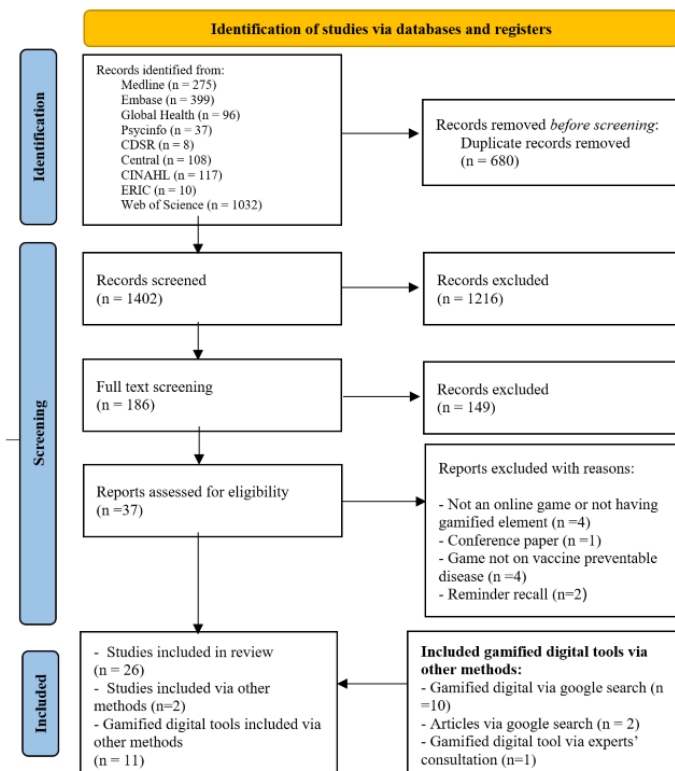 Identification of studies via databases and registers
Identification
Records identified from:
Medline (n = 275)
Embase (n = 399)
Global Health (n = 96)
Psycinfo (n = 37)
CDSR (n = 8)
Central (n = 108)
CINAHL (n = 117)
ERIC (n = 10)
Web of Science (n = 1032)
Records removed before screening:
Duplicate records removed
(n = 680)
Screening
Records screened
(n = 1402)
Records excluded
(n = 1216)
Full text screening
(n = 186)
Records excluded
(n = 149)
Reports assessed for eligibility
(n =37)
Reports excluded with reasons:
- Not an online game or not having
gamified element (n =4)
- Conference paper (n =1)
- Game not on vaccine preventable
disease (n =4)
- Reminder recall (n=2)
Included
- Studies included in review
(n = 26)
- Studies included via other
methods (n=2)
- Gamified digital tools included via
other methods
(n = 11)
Included gamified digital tools via
other methods:
- Gamified digital via google search (n
=10)
- Articles via google search (n = 2)
- Gamified digital tool via experts'
consultation (n=1)